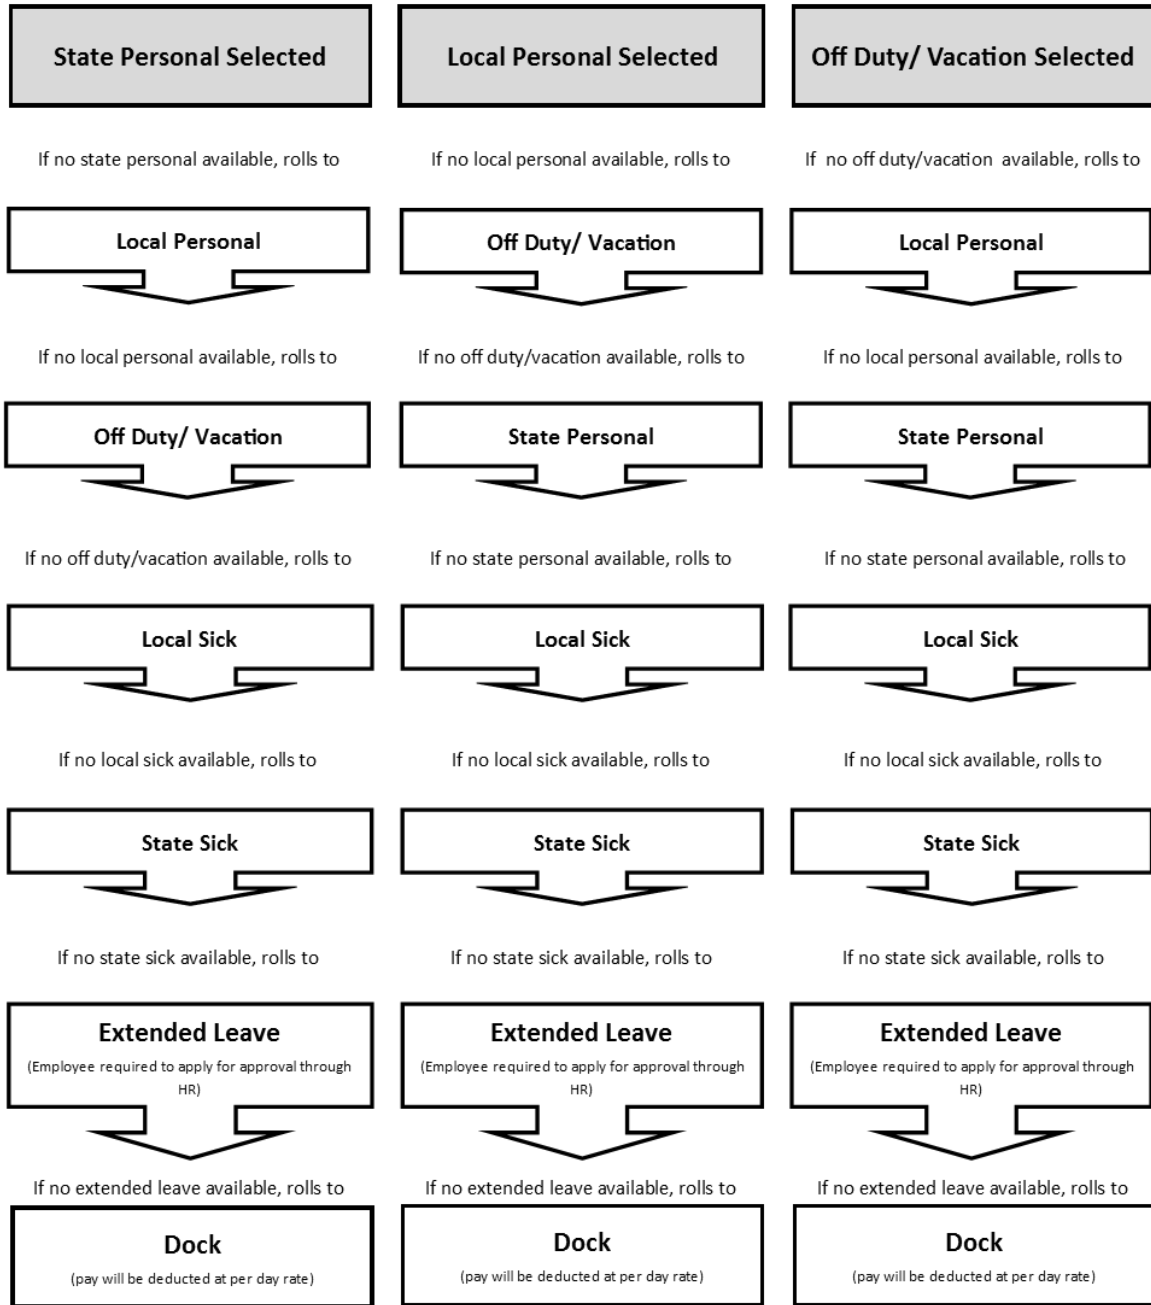 State Personal Selected
Local Personal Selected
Off Duty/ Vacation Selected
If no state personal available, rolls to
If no local personal available, rolls to
If  no off duty/vacation  available, rolls to
Local Personal
Off Duty/ Vacation
Local Personal
If no local personal available, rolls to
If no off duty/vacation available, rolls to
If no local personal available, rolls to
Off Duty/ Vacation
State Personal
State Personal
If no off duty/vacation available, rolls to
If no state personal available, rolls to
If no state personal available, rolls to
Local Sick
Local Sick
Local Sick
If no local sick available, rolls to
If no local sick available, rolls to
If no local sick available, rolls to
State Sick
State Sick
State Sick
If no state sick available, rolls to
If no state sick available, rolls to
If no state sick available, rolls to
Extended Leave
(Employee required to apply for approval through
HR)
Extended Leave
(Employee required to apply for approval through
HR)
Extended Leave
(Employee required to apply for approval through
HR)
If no extended leave available, rolls to
If no extended leave available, rolls to
If no extended leave available, rolls to
Dock
(pay will be deducted at per day rate)
Dock
(pay will be deducted at per day rate)
Dock
(pay will be deducted at per day rate)